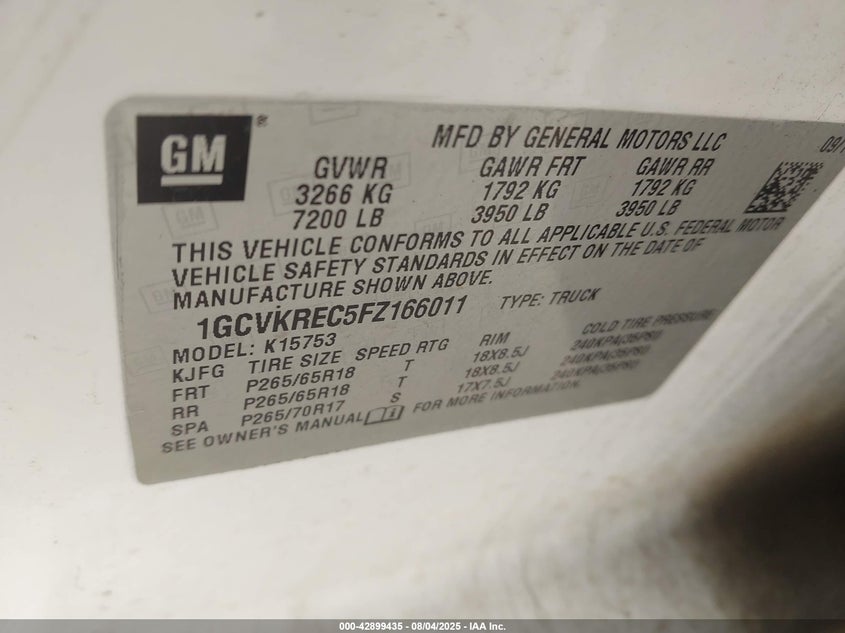 GM ®
MFD BY GENERAL MOTORS LLC
09/
GVWR GAWR FRT GAWR RR
3266 KG 1792 KG 1792 KG
7200 LB 3950 LB 3950 LB
THIS VEHICLE CONFORMS TO ALL APPLICABLE U.S. FEDERAL MOTOR
VEHICLE SAFETY STANDARDS IN EFFECT ON THE DATE OF
MANUFACTURE SHOWN ABOVE.
1GCVKREC5FZ166011 TYPE: TRUCK
MODEL: K15753
KJFG TIRE SIZE SPEED RTG RIM COLD TIRE PRESSURE
FRT P265/65R18 T 18X8.5J 240KPA(35PSI)
RR P265/65R18 T 18X8.5J 240KPA(35PSI)
SPA P265/70R17 S 17X7.5J 240KPA(35PSI)
SEE OWNER'S MANUAL FOR MORE INFORMATION.
000-42899435 - 08/04/2025 - IAA Inc.